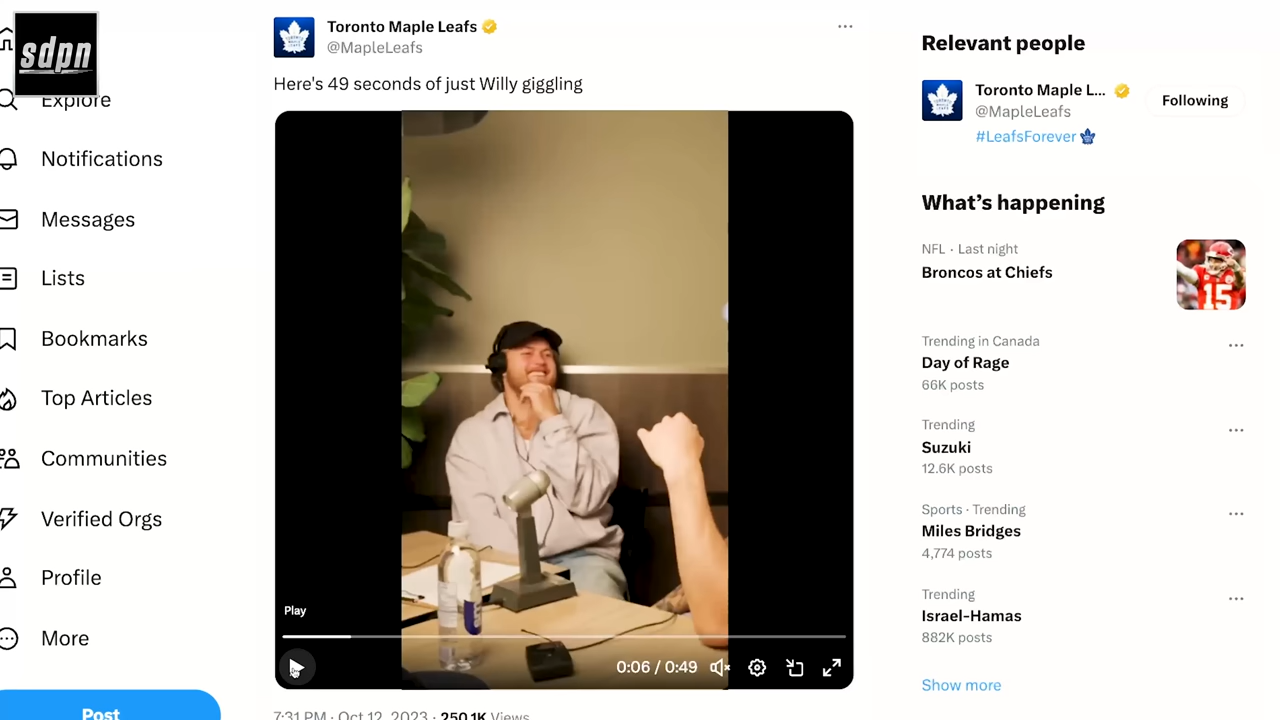 sdpn
Explore
Notifications
Messages
Lists
Bookmarks
Top Articles
Communities
Verified Orgs
Profile
More
Post
Toronto Maple Leafs
@MapleLeafs
Here's 49 seconds of just Willy giggling
Play
0:06 / 0:49
7:31 PM · Oct 12, 2023 · 250.1K Views
Relevant people
Toronto Maple L...
@MapleLeafs
Following
#LeafsForever
What's happening
NFL · Last night
Broncos at Chiefs
15
Trending in Canada
Day of Rage
66K posts
Trending
Suzuki
12.6K posts
Sports · Trending
Miles Bridges
4,774 posts
Trending
Israel-Hamas
882K posts
Show more